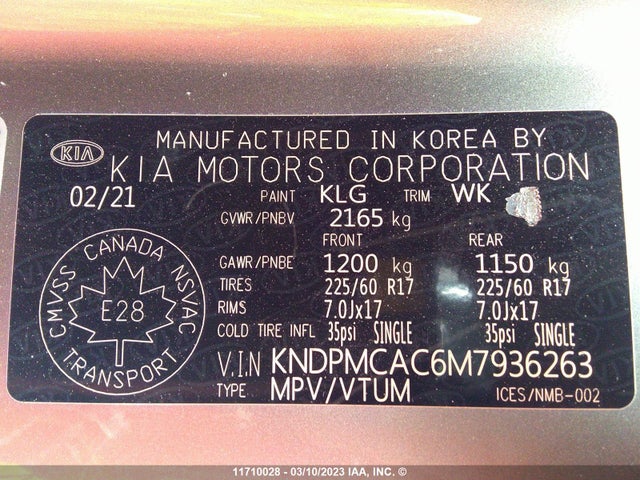 MANUFACTURED IN KOREA BY
KIA KIA MOTORS CORPORATION
02/21 PAINT KLG TRIM WK
GVWR/PNBV 2165 kg
FRONT REAR
GAWR/PNBE 1200 kg 1150 kg
TIRES 225/60 R17 225/60 R17
RIMS 7.0Jx17 7.0Jx17
COLD TIRE INFL 35psi SINGLE 35psi SINGLE
V.I.N KNDPMCAC6M7936263
TYPE MPV/VTUM ICES/NMB-002
CANADA
CMVSS NSVAC
E28
TRANSPORT
11710028 - 03/10/2023 IAA, INC. ©